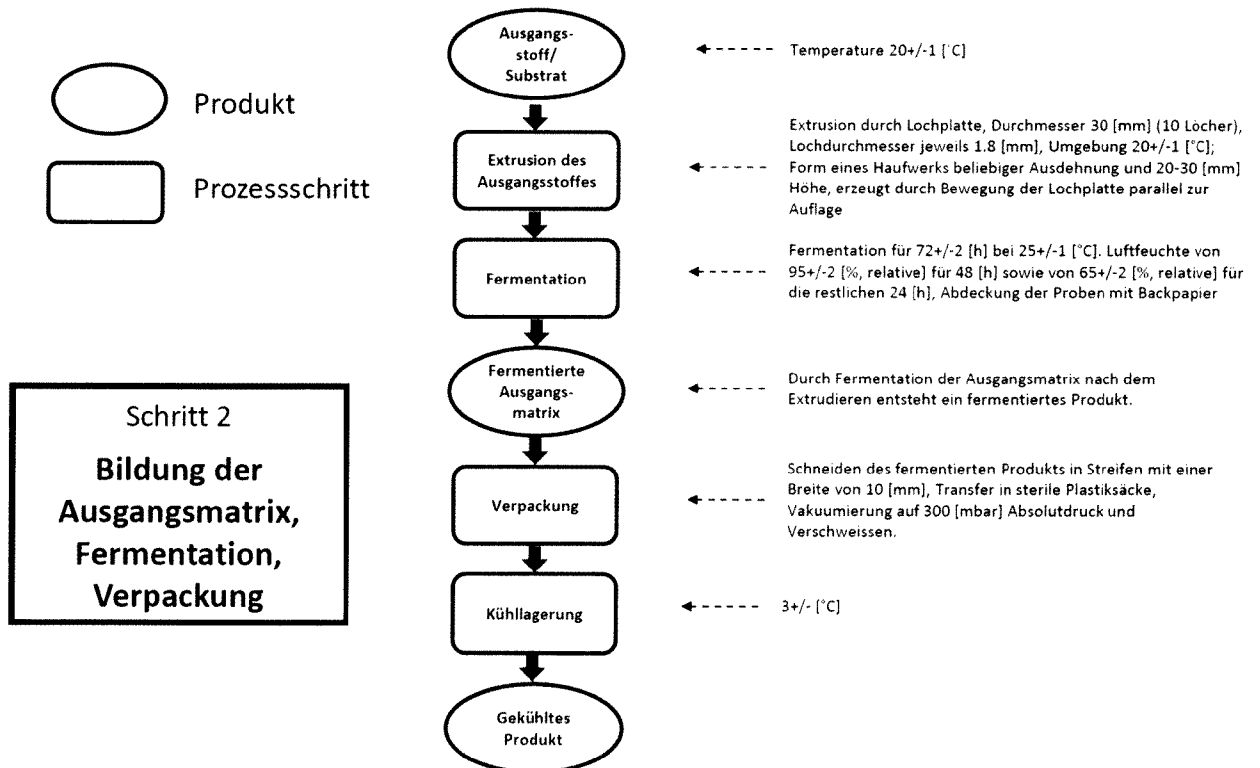 Produkt
Prozessschritt
Schritt 2
Bildung der
Ausgangsmatrix,
Fermentation,
Verpackung
Ausgangs-
stoff/
Substrat
Temperature 20+/-1 [°C]
Extrusion des
Ausgangsstoffes
Extrusion durch Lochplatte, Durchmesser 30 [mm] (10 Löcher),
Lochdurchmesser jeweils 1.8 [mm], Umgebung 20+/-1 [°C];
Form eines Haufwerks beliebiger Ausdehnung und 20-30 [mm]
Höhe, erzeugt durch Bewegung der Lochplatte parallel zur
Auflage
Fermentation
Fermentation für 72+/-2 [h] bei 25+/-1 [°C]. Luftfeuchte von
95+/-2 [%, relative] für 48 [h] sowie von 65+/-2 [%, relative] für
die restlichen 24 [h], Abdeckung der Proben mit Backpapier
Fermentierte
Ausgangs-
matrix
Durch Fermentation der Ausgangsmatrix nach dem
Extrudieren entsteht ein fermentiertes Produkt.
Verpackung
Schneiden des fermentierten Produkts in Streifen mit einer
Breite von 10 [mm], Transfer in sterile Plastiksäcke,
Vakuumierung auf 300 [mbar] Absolutdruck und
Verschweissen.
Kühllagerung
3+/- [°C]
Gekühltes
Produkt